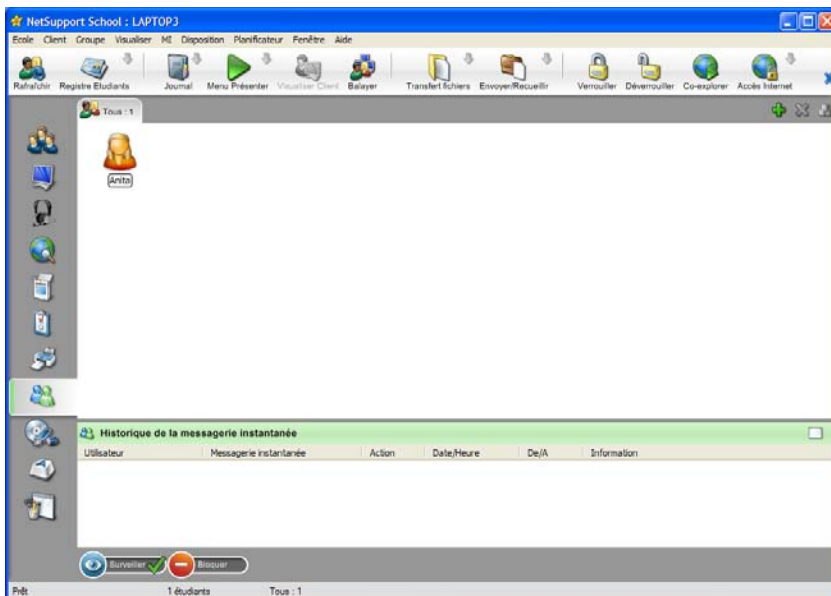 NetSupport School : LAPTOP3
Ecole Client Groupe Visualiser MI Disposition Planificateur Fenêtre Aide
Rafraîchir Registre Etudiants Journal Menu Présenter Visualiser Client Balayer Transfert fichiers Envoyer/Recueillir Verrouiller Déverrouiller Co-explorer Accès Internet
Tous : 1
Anita
Historique de la messagerie instantanée
Utilisateur Messagerie instantanée Action Date/Heure De/A Information
Surveiller Bloquer
Prêt 1 étudiants Tous : 1